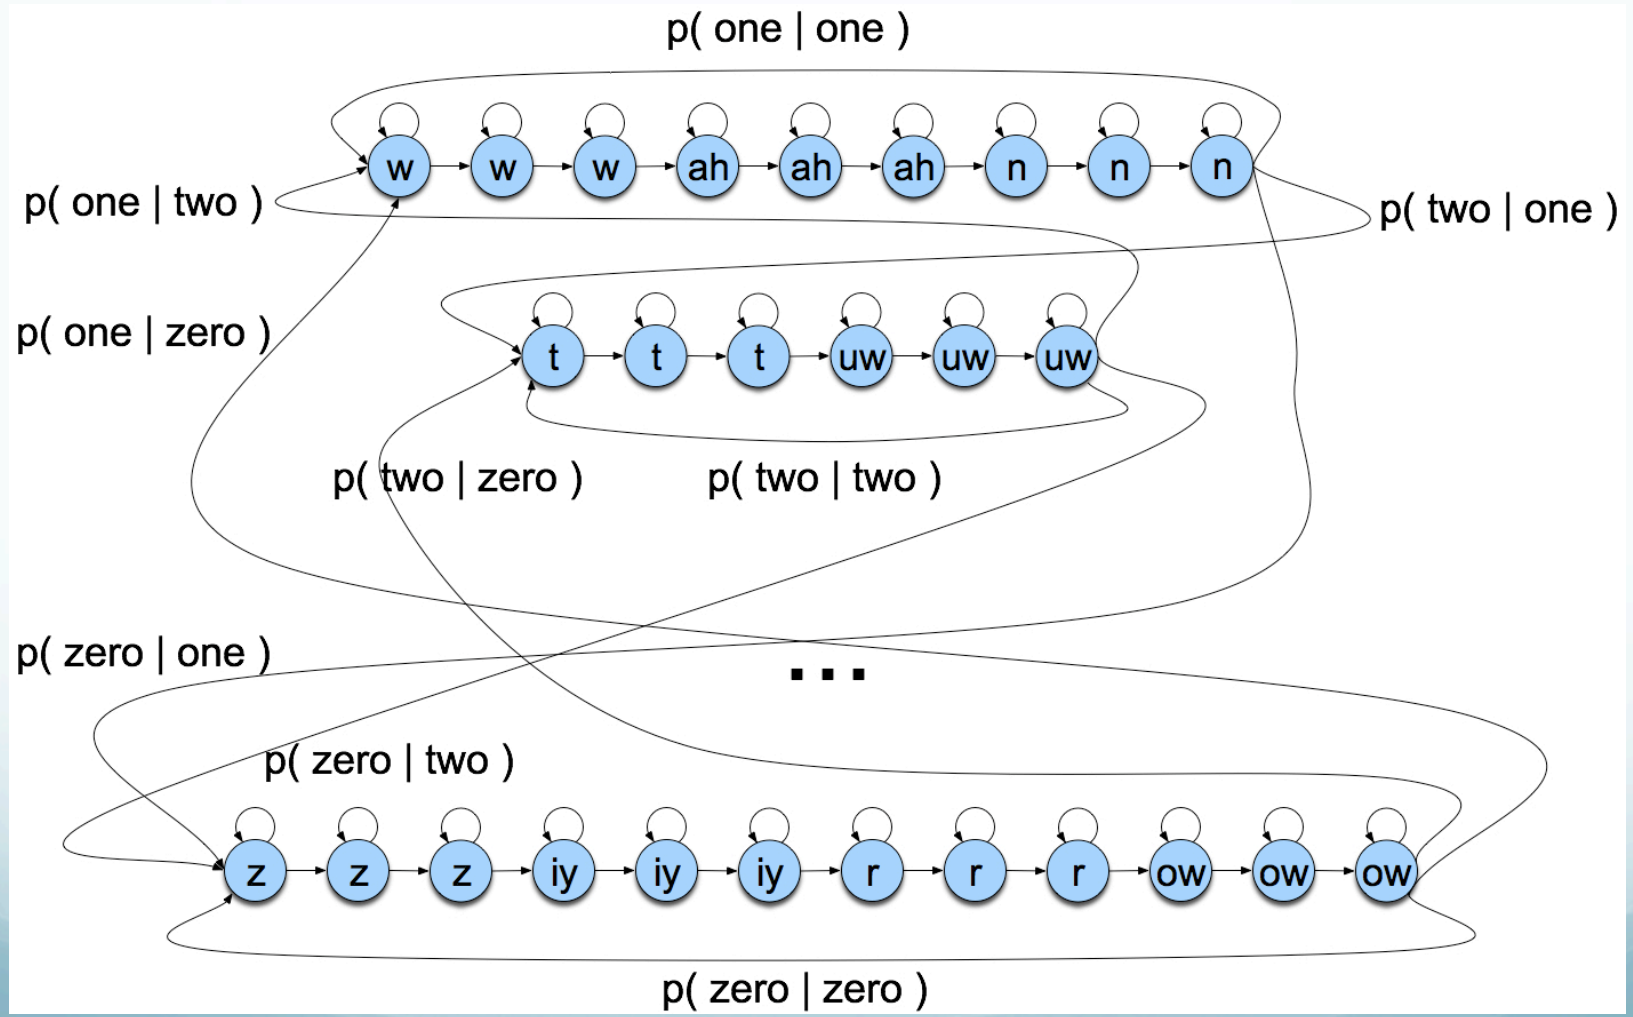 p( one | one )
w w w ah ah ah n n n
p( one | two )
p( two | one )
p( one | zero )
t t t uw uw uw
p( two | zero )
p( two | two )
p( zero | one )
...
p( zero | two )
z z z iy iy iy r r r ow ow ow
p( zero | zero )